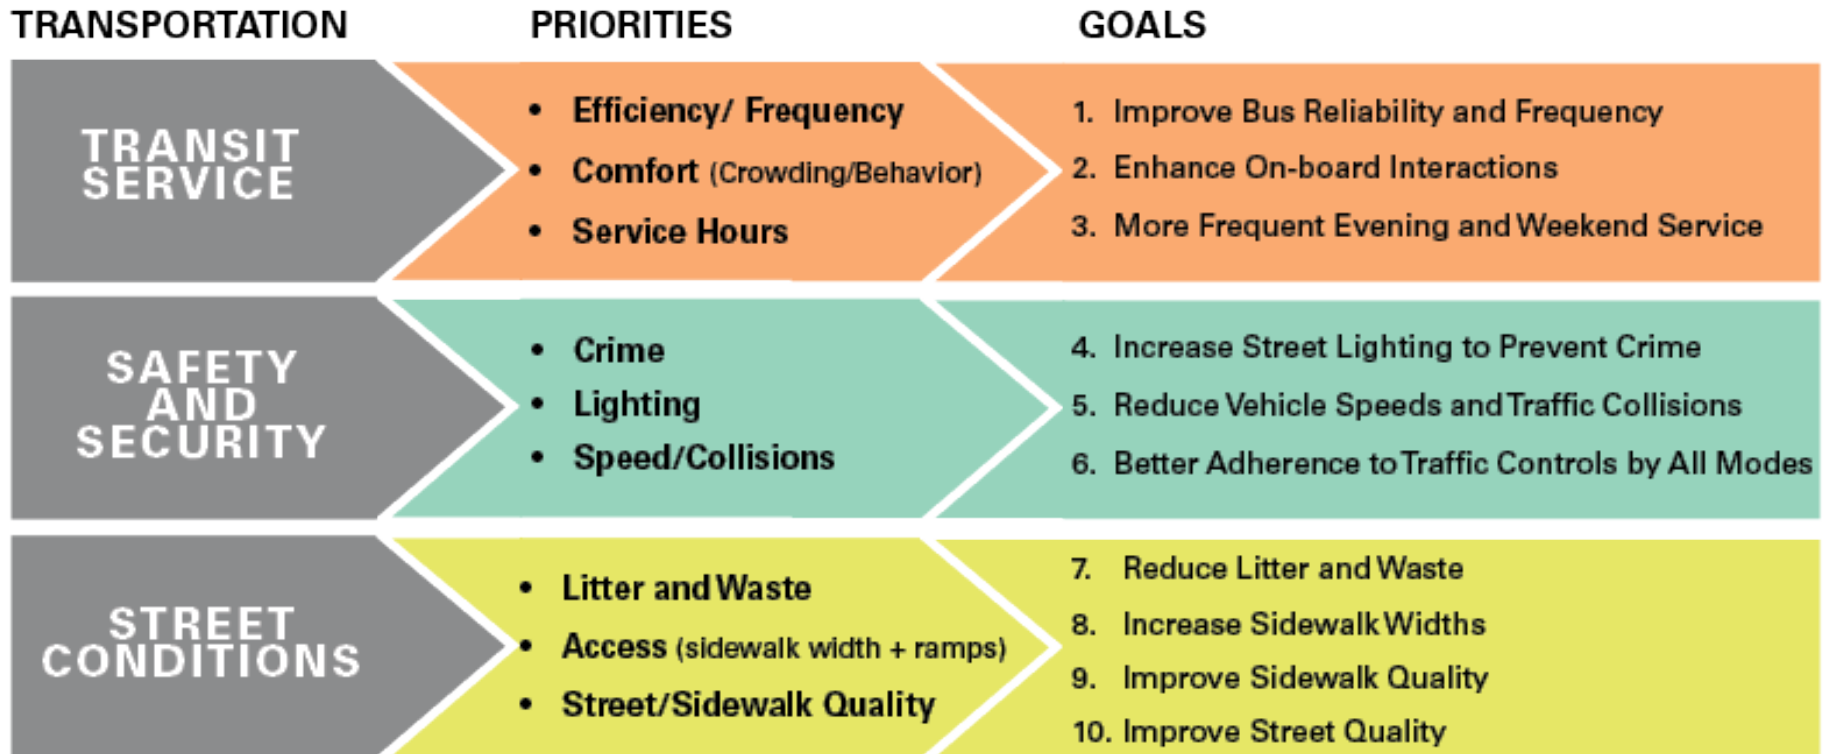 TRANSPORTATION
PRIORITIES
GOALS
TRANSIT
SERVICE
• Efficiency/ Frequency
• Comfort (Crowding/Behavior)
• Service Hours
1. Improve Bus Reliability and Frequency
2. Enhance On-board Interactions
3. More Frequent Evening and Weekend Service
SAFETY
AND
SECURITY
• Crime
• Lighting
• Speed/Collisions
4. Increase Street Lighting to Prevent Crime
5. Reduce Vehicle Speeds and Traffic Collisions
6. Better Adherence to Traffic Controls by All Modes
STREET
CONDITIONS
• Litter and Waste
• Access (sidewalk width + ramps)
• Street/Sidewalk Quality
7. Reduce Litter and Waste
8. Increase Sidewalk Widths
9. Improve Sidewalk Quality
10. Improve Street Quality